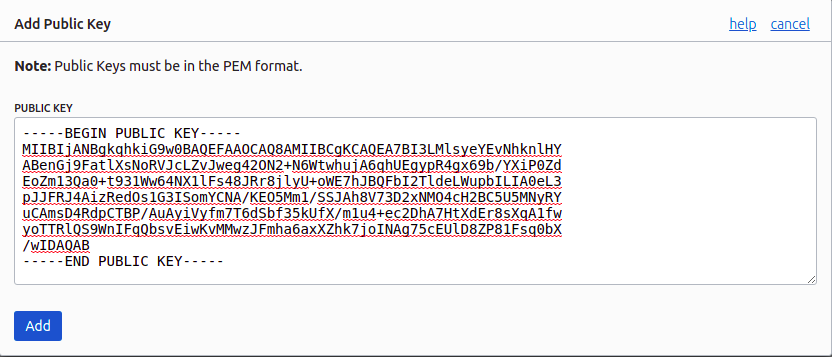 Add Public Key
help cancel
Note: Public Keys must be in the PEM format.
PUBLIC KEY
-----BEGIN PUBLIC KEY-----
MIIBIjANBgkqhkiG9w0BAQEFAAOCAQ8AMIIBCgKCAQEA7BI3LMlsyeYEvNhknlHY
ABenGj9FatlXsNoRVJcLZvJweg42ON2+N6WtwhujA6qhUEgypR4gx69b/YXiP0Zd
EoZm13Qa0+t931Ww64NX1lFs48JRr8jlyU+oWE7hJBQFbI2TldeLWupbILIA0eL3
pJJFRJ4AizRedOs1G3ISomYCNA/KEO5Mm1/SSJAh8V73D2xNMO4cH2BC5U5MNyRY
uCAmsD4RdpCTBP/AuAyiVyfm7T6dSbf35kUfX/m1u4+ec2DhA7HtXdEr8sXqA1fw
yoTTRlQS9WnIFqQbsvEiwKvMMwzJFmha6axXZhk7joINAg75cEUlD8ZP81Fsq0bX
/wIDAQAB
-----END PUBLIC KEY-----
Add